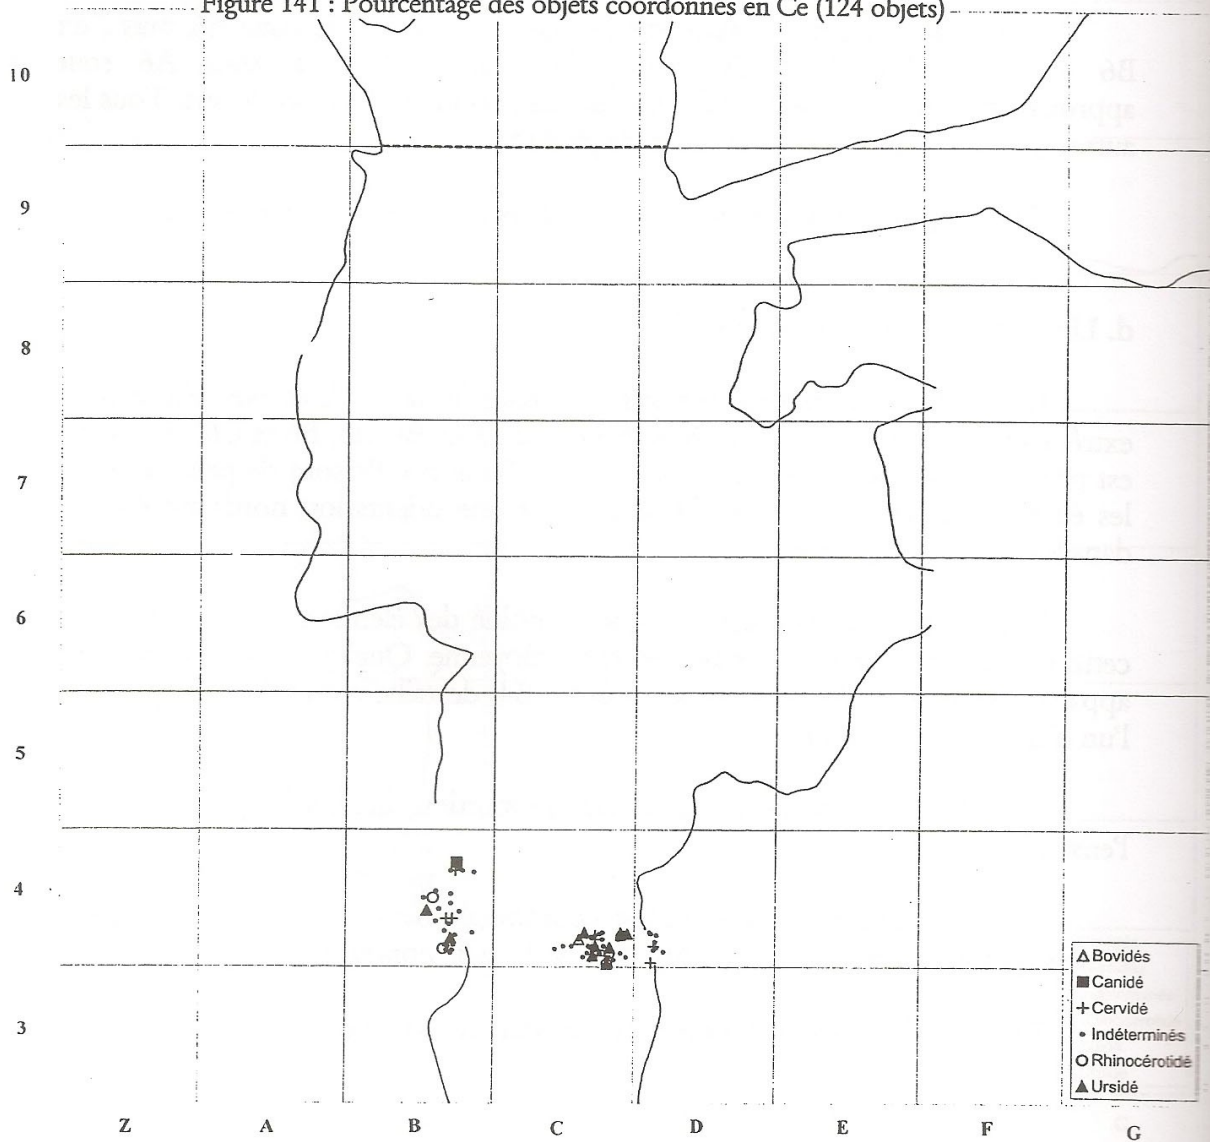 Figure 141 : Pourcentage des objets coordonnés en Ce (124 objets)
10
9
8
7
6
5
4
3
Bovidés
Canidé
Cervidé
Indéterminés
Rhinocérotidé
Ursidé
Z A B C D E F G